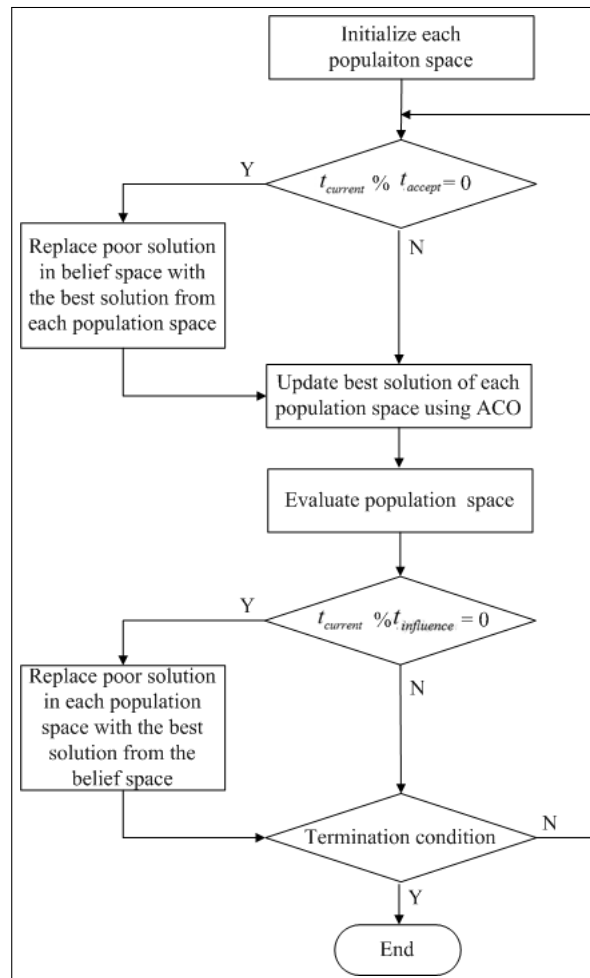 Initialize each
populaiton space
Y
t_current % t_accept = 0
N
Replace poor solution
in belief space with
the best solution from
each population space
Update best solution of each
population space using ACO
Evaluate population space
Y
t_current % t_influence = 0
N
Replace poor solution
in each population
space with the best
solution from the
belief space
Termination condition
N
Y
End